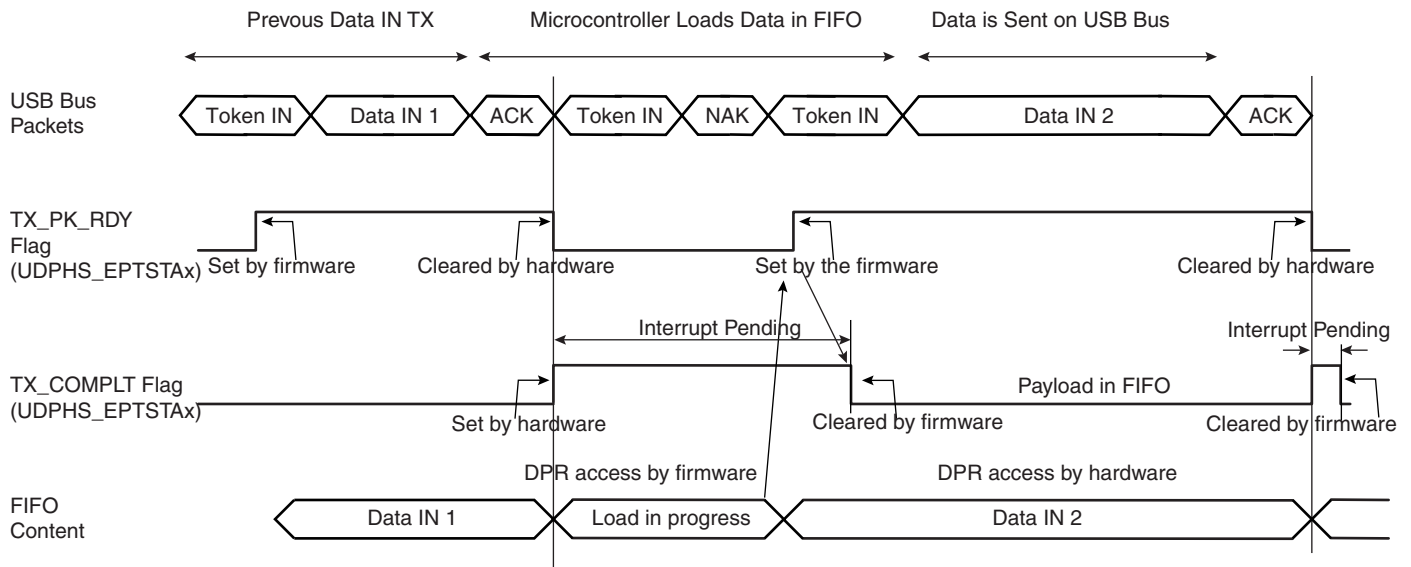 Prevous Data IN TX
Microcontroller Loads Data in FIFO
Data is Sent on USB Bus
USB Bus
Packets
Token IN
Data IN 1
ACK
Token IN
NAK
Token IN
Data IN 2
ACK
TX_PK_RDY
Flag
(UDPHS_EPTSTAx)
Set by firmware
Cleared by hardware
Set by the firmware
Cleared by hardware
Interrupt Pending
Interrupt Pending
TX_COMPLT Flag
(UDPHS_EPTSTAx)
Payload in FIFO
Set by hardware
Cleared by firmware
Cleared by firmware
DPR access by firmware
DPR access by hardware
FIFO
Content
Data IN 1
Load in progress
Data IN 2